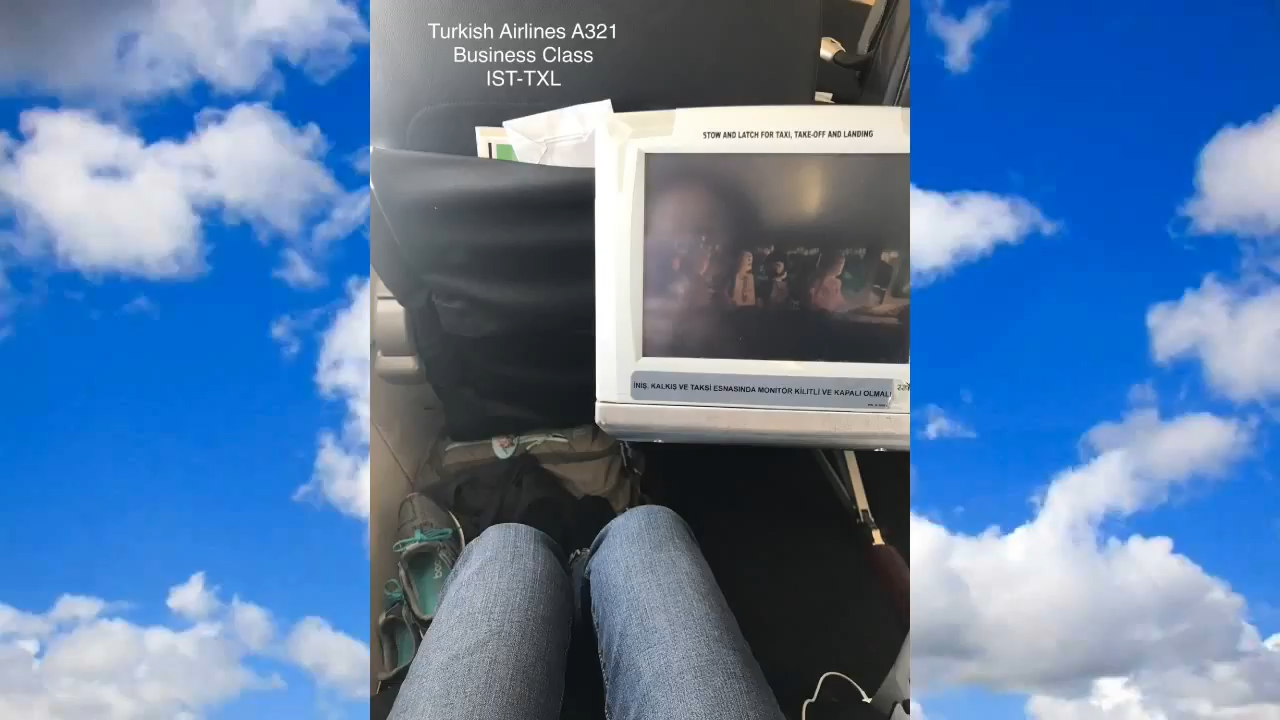 Turkish Airlines A321
Business Class
IST-TXL
STOW AND LATCH FOR TAXI, TAKE-OFF AND LANDING
İNİŞ, KALKIŞ VE TAKSİ ESNASINDA MONİTÖR KİLİTLİ VE KAPALI OLMALI